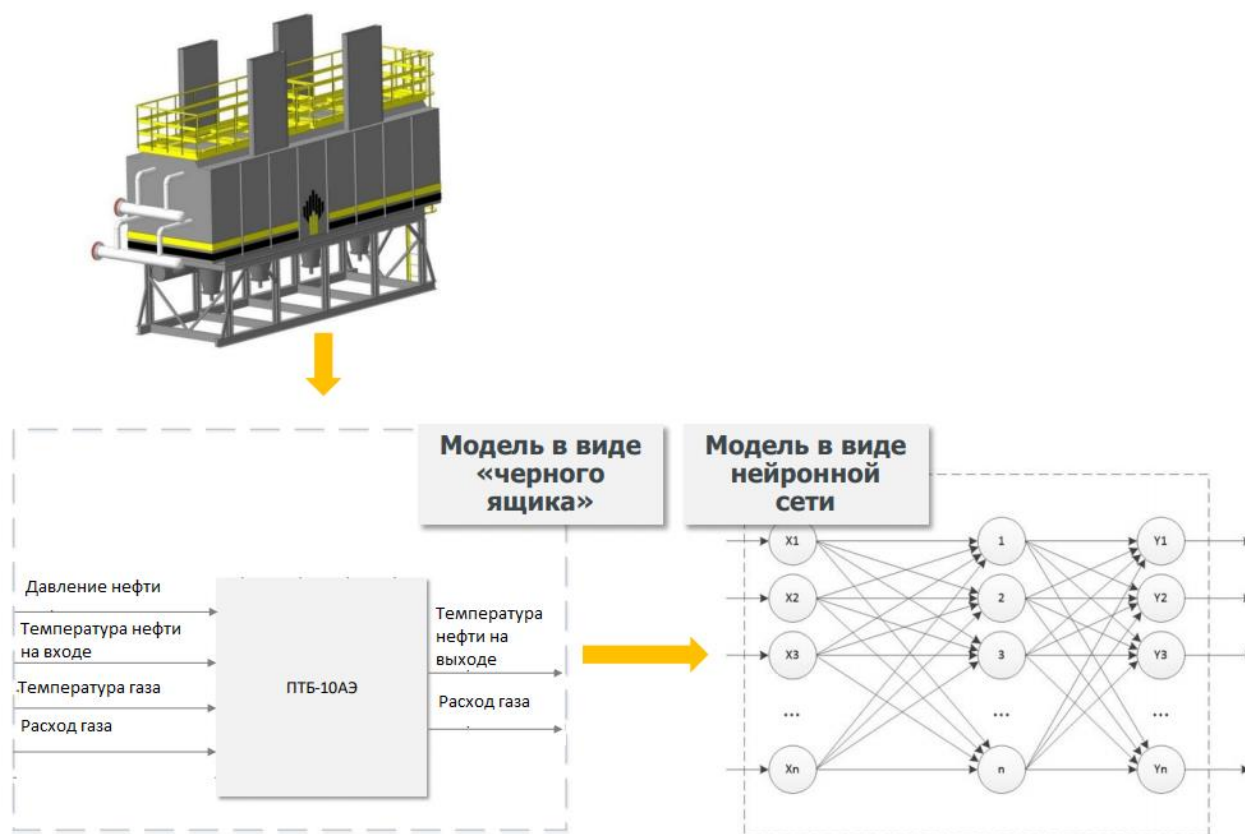 Модель в виде
«черного
ящика»
Модель в виде
нейронной
сети
Давление нефти
Температура нефти
на входе
Температура газа
Расход газа
ПТБ-10АЭ
Температура
нефти на
выходе
Расход газа
X1
1
Y1
X2
2
Y2
X3
3
Y3
...
...
...
Xn
n
Yn